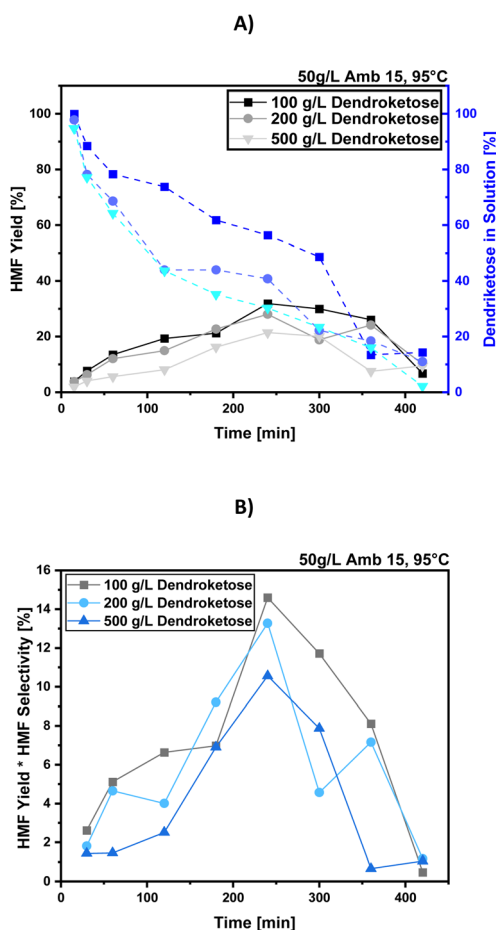 A)
50g/L Amb 15, 95°C
100 g/L Dendroketose
200 g/L Dendroketose
500 g/L Dendroketose
HMF Yield [%]
Dendriketose in Solution [%]
100
80
60
40
20
0
100
80
60
40
20
0
0 100 200 300 400
Time [min]
B)
50g/L Amb 15, 95°C
100 g/L Dendroketose
200 g/L Dendroketose
500 g/L Dendroketose
HMF Yield * HMF Selectivity [%]
16
14
12
10
8
6
4
2
0
0 100 200 300 400
Time [min]